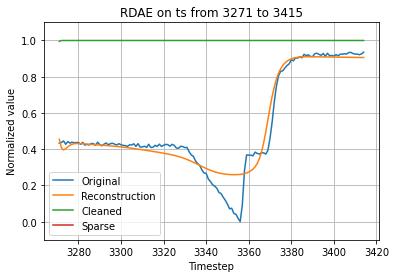 RDAE on ts from 3271 to 3415
Normalized value
1.0
0.8
0.6
0.4
0.2
0.0
Original
Reconstruction
Cleaned
Sparse
3280 3300 3320 3340 3360 3380 3400 3420
Timestep